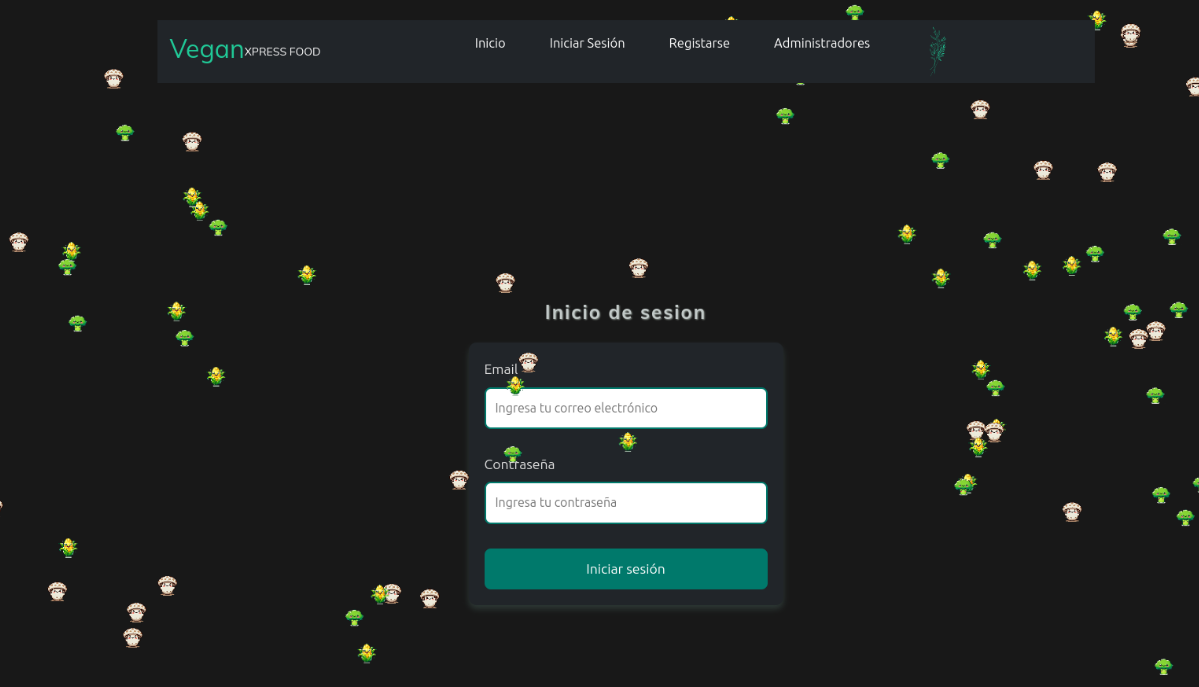 VeganXPRESS FOOD
Inicio
Iniciar Sesión
Registarse
Administradores
Inicio de sesion
Email
Ingresa tu correo electrónico
Contraseña
Ingresa tu contraseña
Iniciar sesión